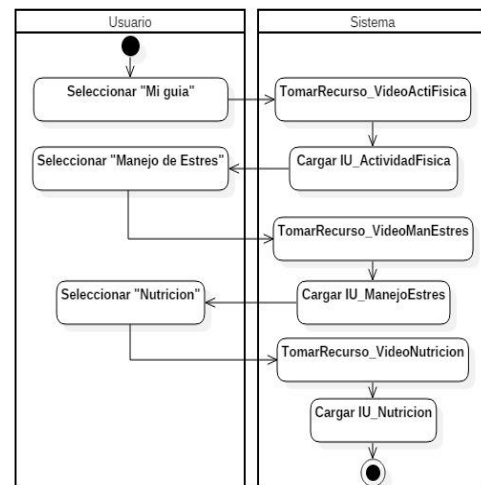 Usuario
Sistema
Seleccionar "Mi guia"
TomarRecurso_VideoActiFisica
Seleccionar "Manejo de Estres"
Cargar IU_ActividadFisica
TomarRecurso_VideoManEstres
Seleccionar "Nutricion"
Cargar IU_ManejoEstres
TomarRecurso_VideoNutricion
Cargar IU_Nutricion